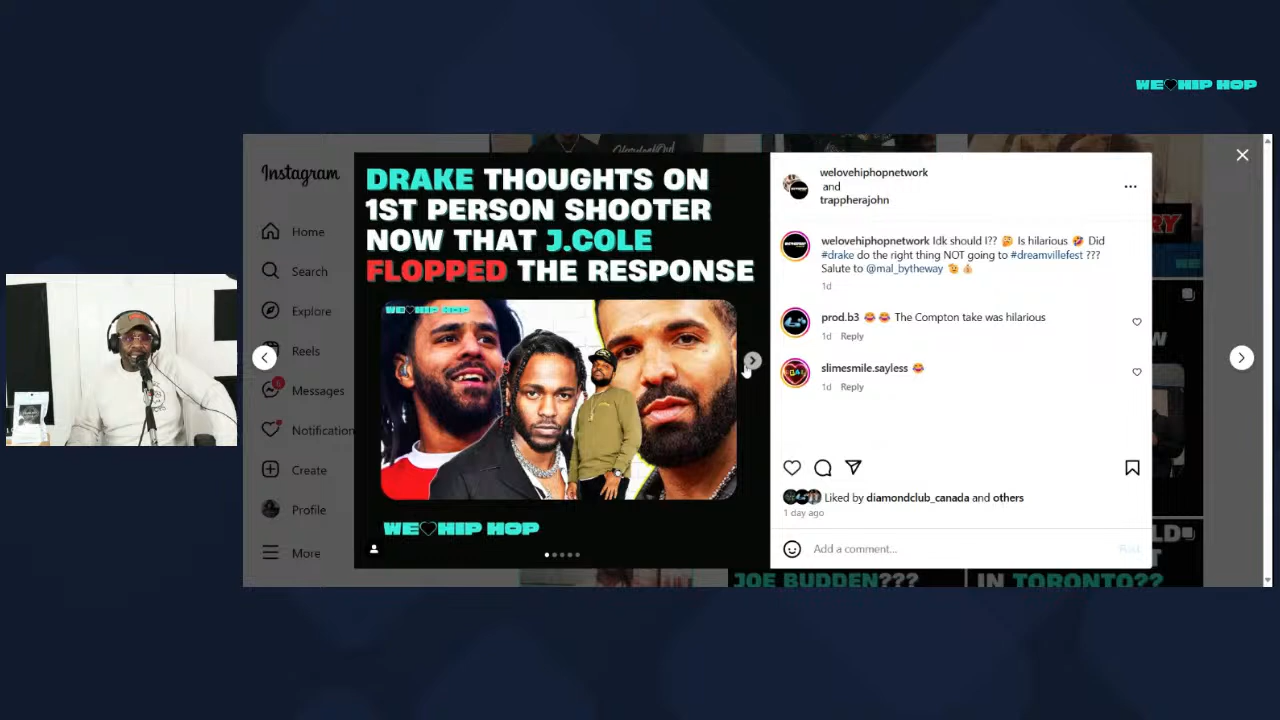 WE HIP HOP
Instagram
Home
Search
Explore
Reels
Messages
Notification
Create
Profile
More
DRAKE THOUGHTS ON
1ST PERSON SHOOTER
NOW THAT J.COLE
FLOPPED THE RESPONSE
WE HIP HOP
WE HIP HOP
welovehiphopnetwork
and
trappherajohn
welovehiphopnetwork Idk should I?? 🤔 Is hilarious 🤣 Did
#drake do the right thing NOT going to #dreamvillefest ???
Salute to @mal_bytheway 🫡 👍🏾
1d
prod.b3 😂 😂 The Compton take was hilarious
1d Reply
slimesmile.sayless 😂
1d Reply
Liked by diamondclub_canada and others
1 day ago
Add a comment...
Post
JOE BUDDEN???
IN TORONTO??